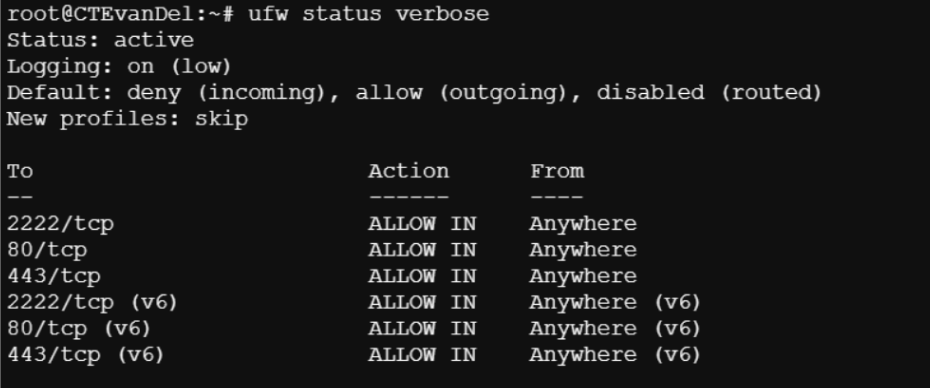 root@CTEvanDel:~# ufw status verbose
Status: active
Logging: on (low)
Default: deny (incoming), allow (outgoing), disabled (routed)
New profiles: skip
To Action From
-- ------ ----
2222/tcp ALLOW IN Anywhere
80/tcp ALLOW IN Anywhere
443/tcp ALLOW IN Anywhere
2222/tcp (v6) ALLOW IN Anywhere (v6)
80/tcp (v6) ALLOW IN Anywhere (v6)
443/tcp (v6) ALLOW IN Anywhere (v6)